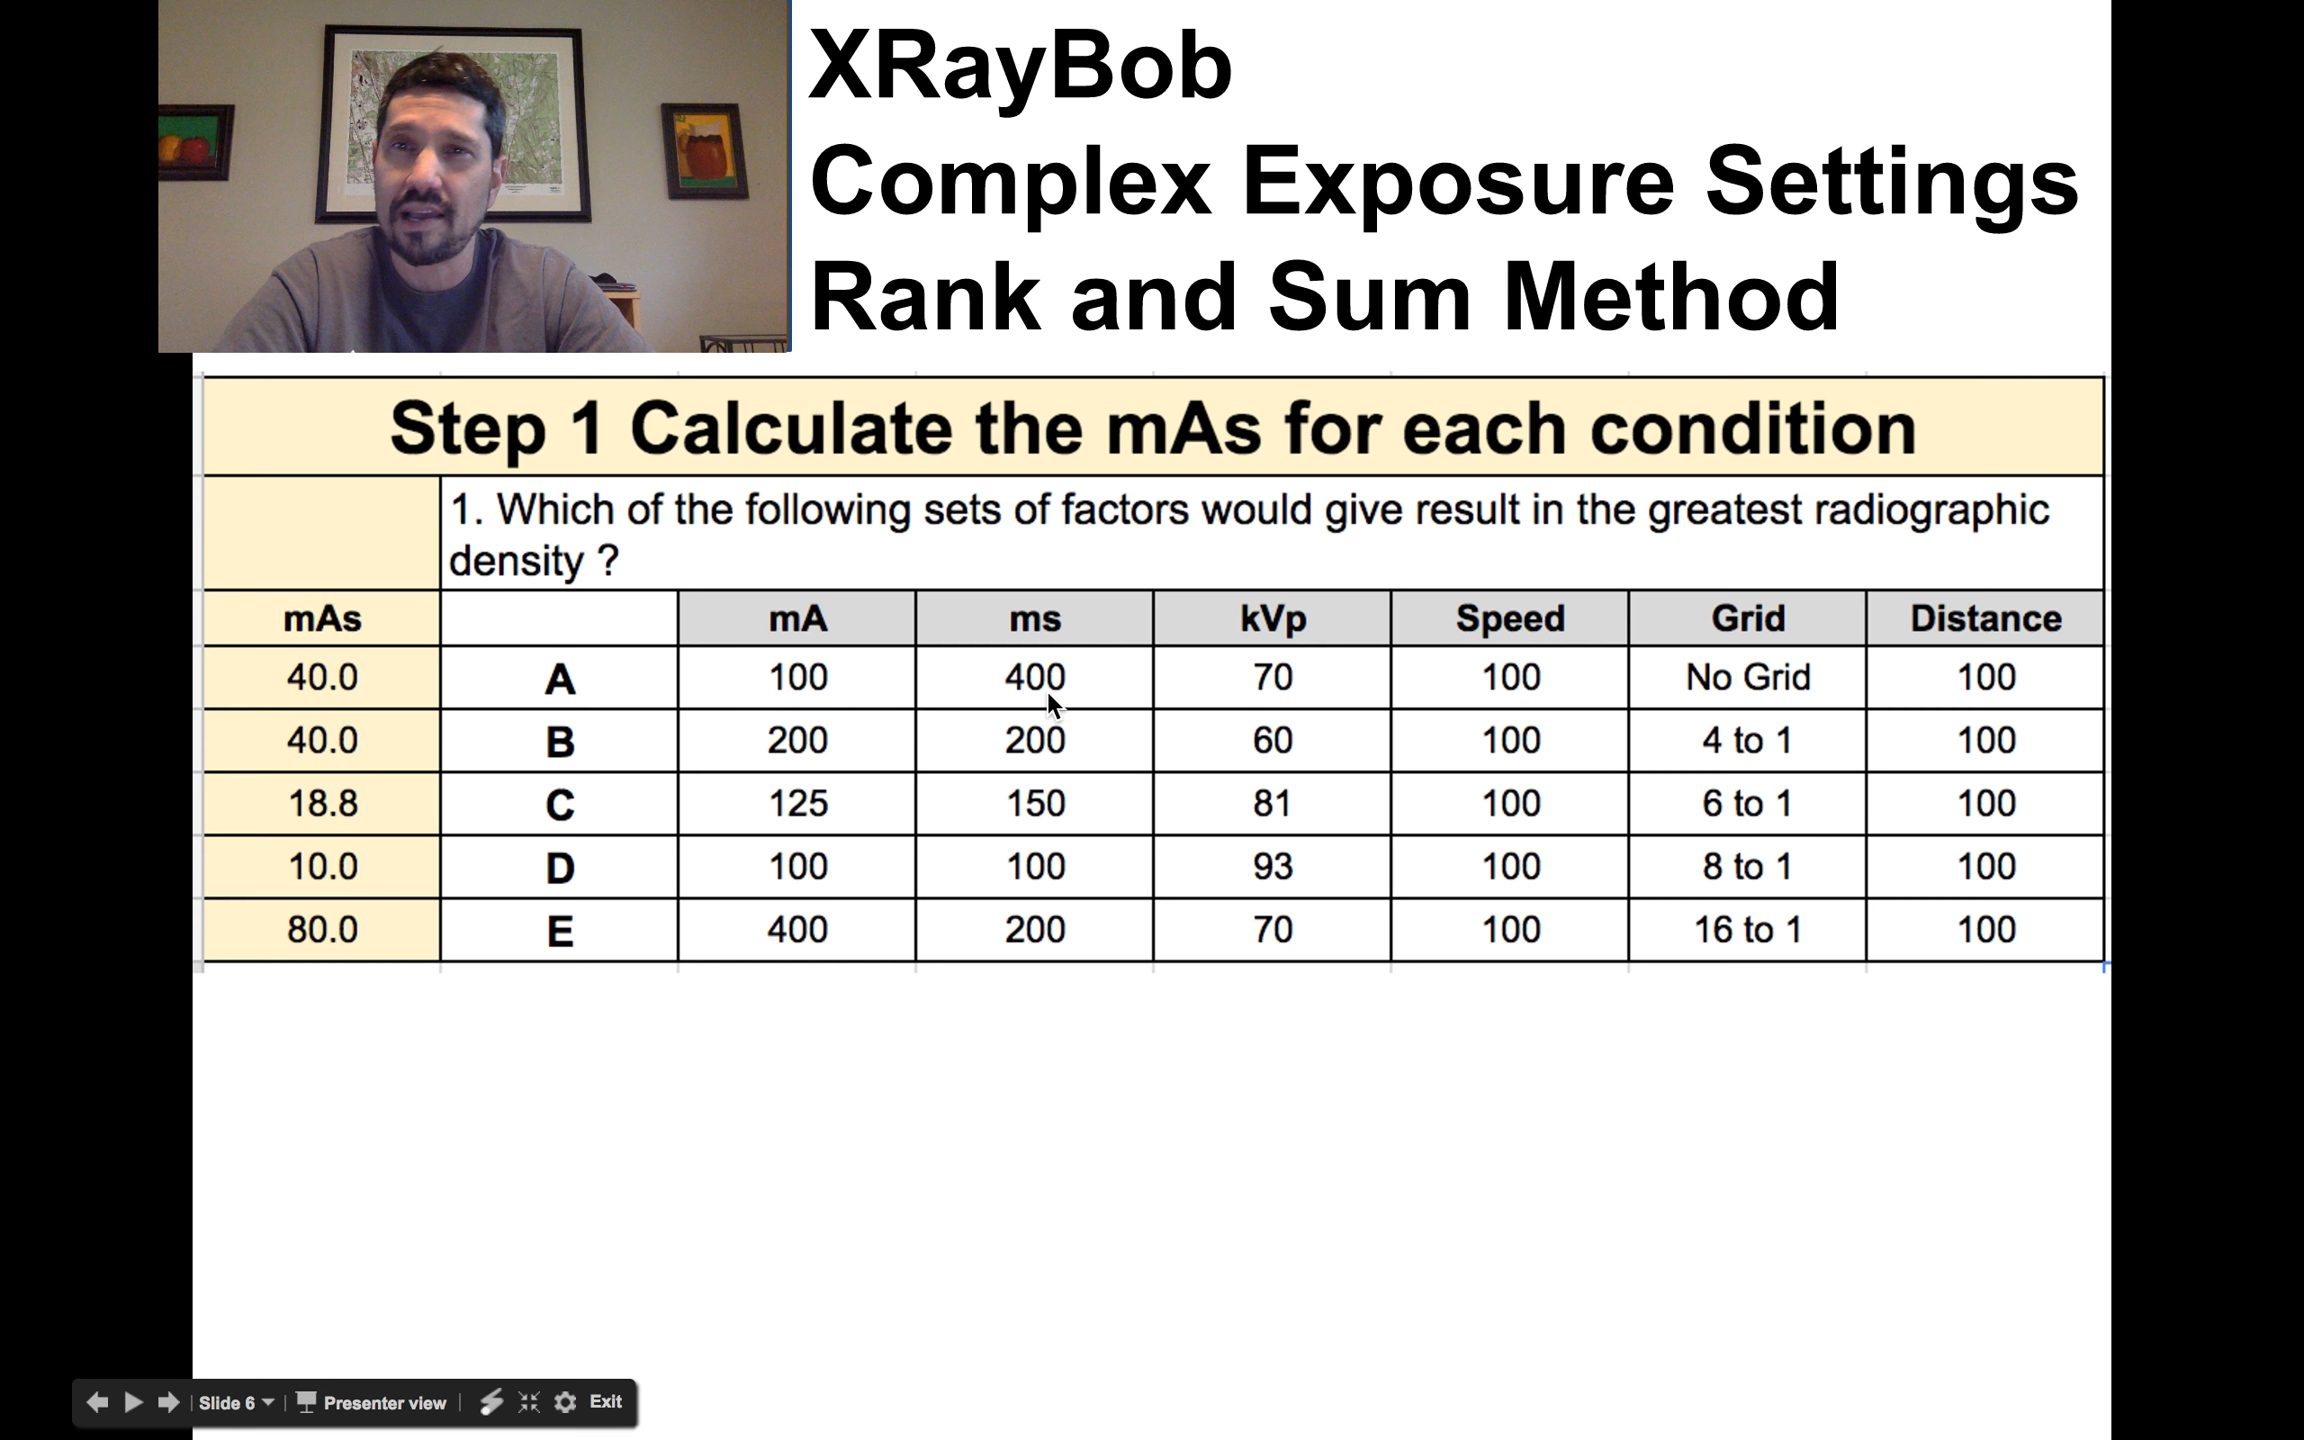 XRayBob
Complex Exposure Settings
Rank and Sum Method
Step 1 Calculate the mAs for each condition
1. Which of the following sets of factors would give result in the greatest radiographic
density ?
mAs mA ms kVp Speed Grid Distance
40.0 A 100 400 70 100 No Grid 100
40.0 B 200 200 60 100 4 to 1 100
18.8 C 125 150 81 100 6 to 1 100
10.0 D 100 100 93 100 8 to 1 100
80.0 E 400 200 70 100 16 to 1 100
Slide 6 Presenter view Exit